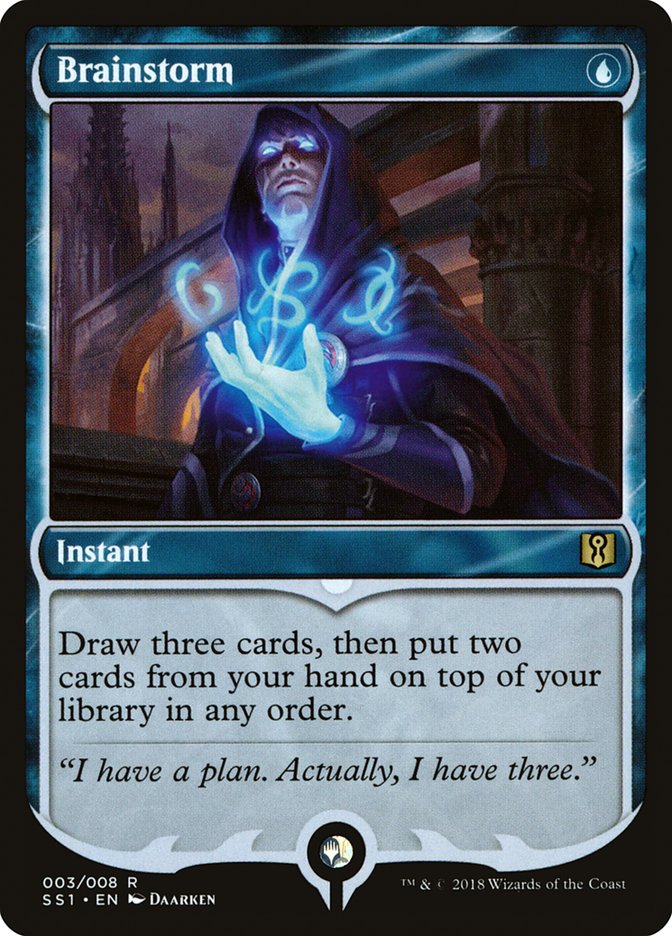 Brainstorm
Instant
Draw three cards, then put two
cards from your hand on top of your
library in any order.
“I have a plan. Actually, I have three.”
003/008 R
SS1 • EN DAARKEN
™ & © 2018 Wizards of the Coast